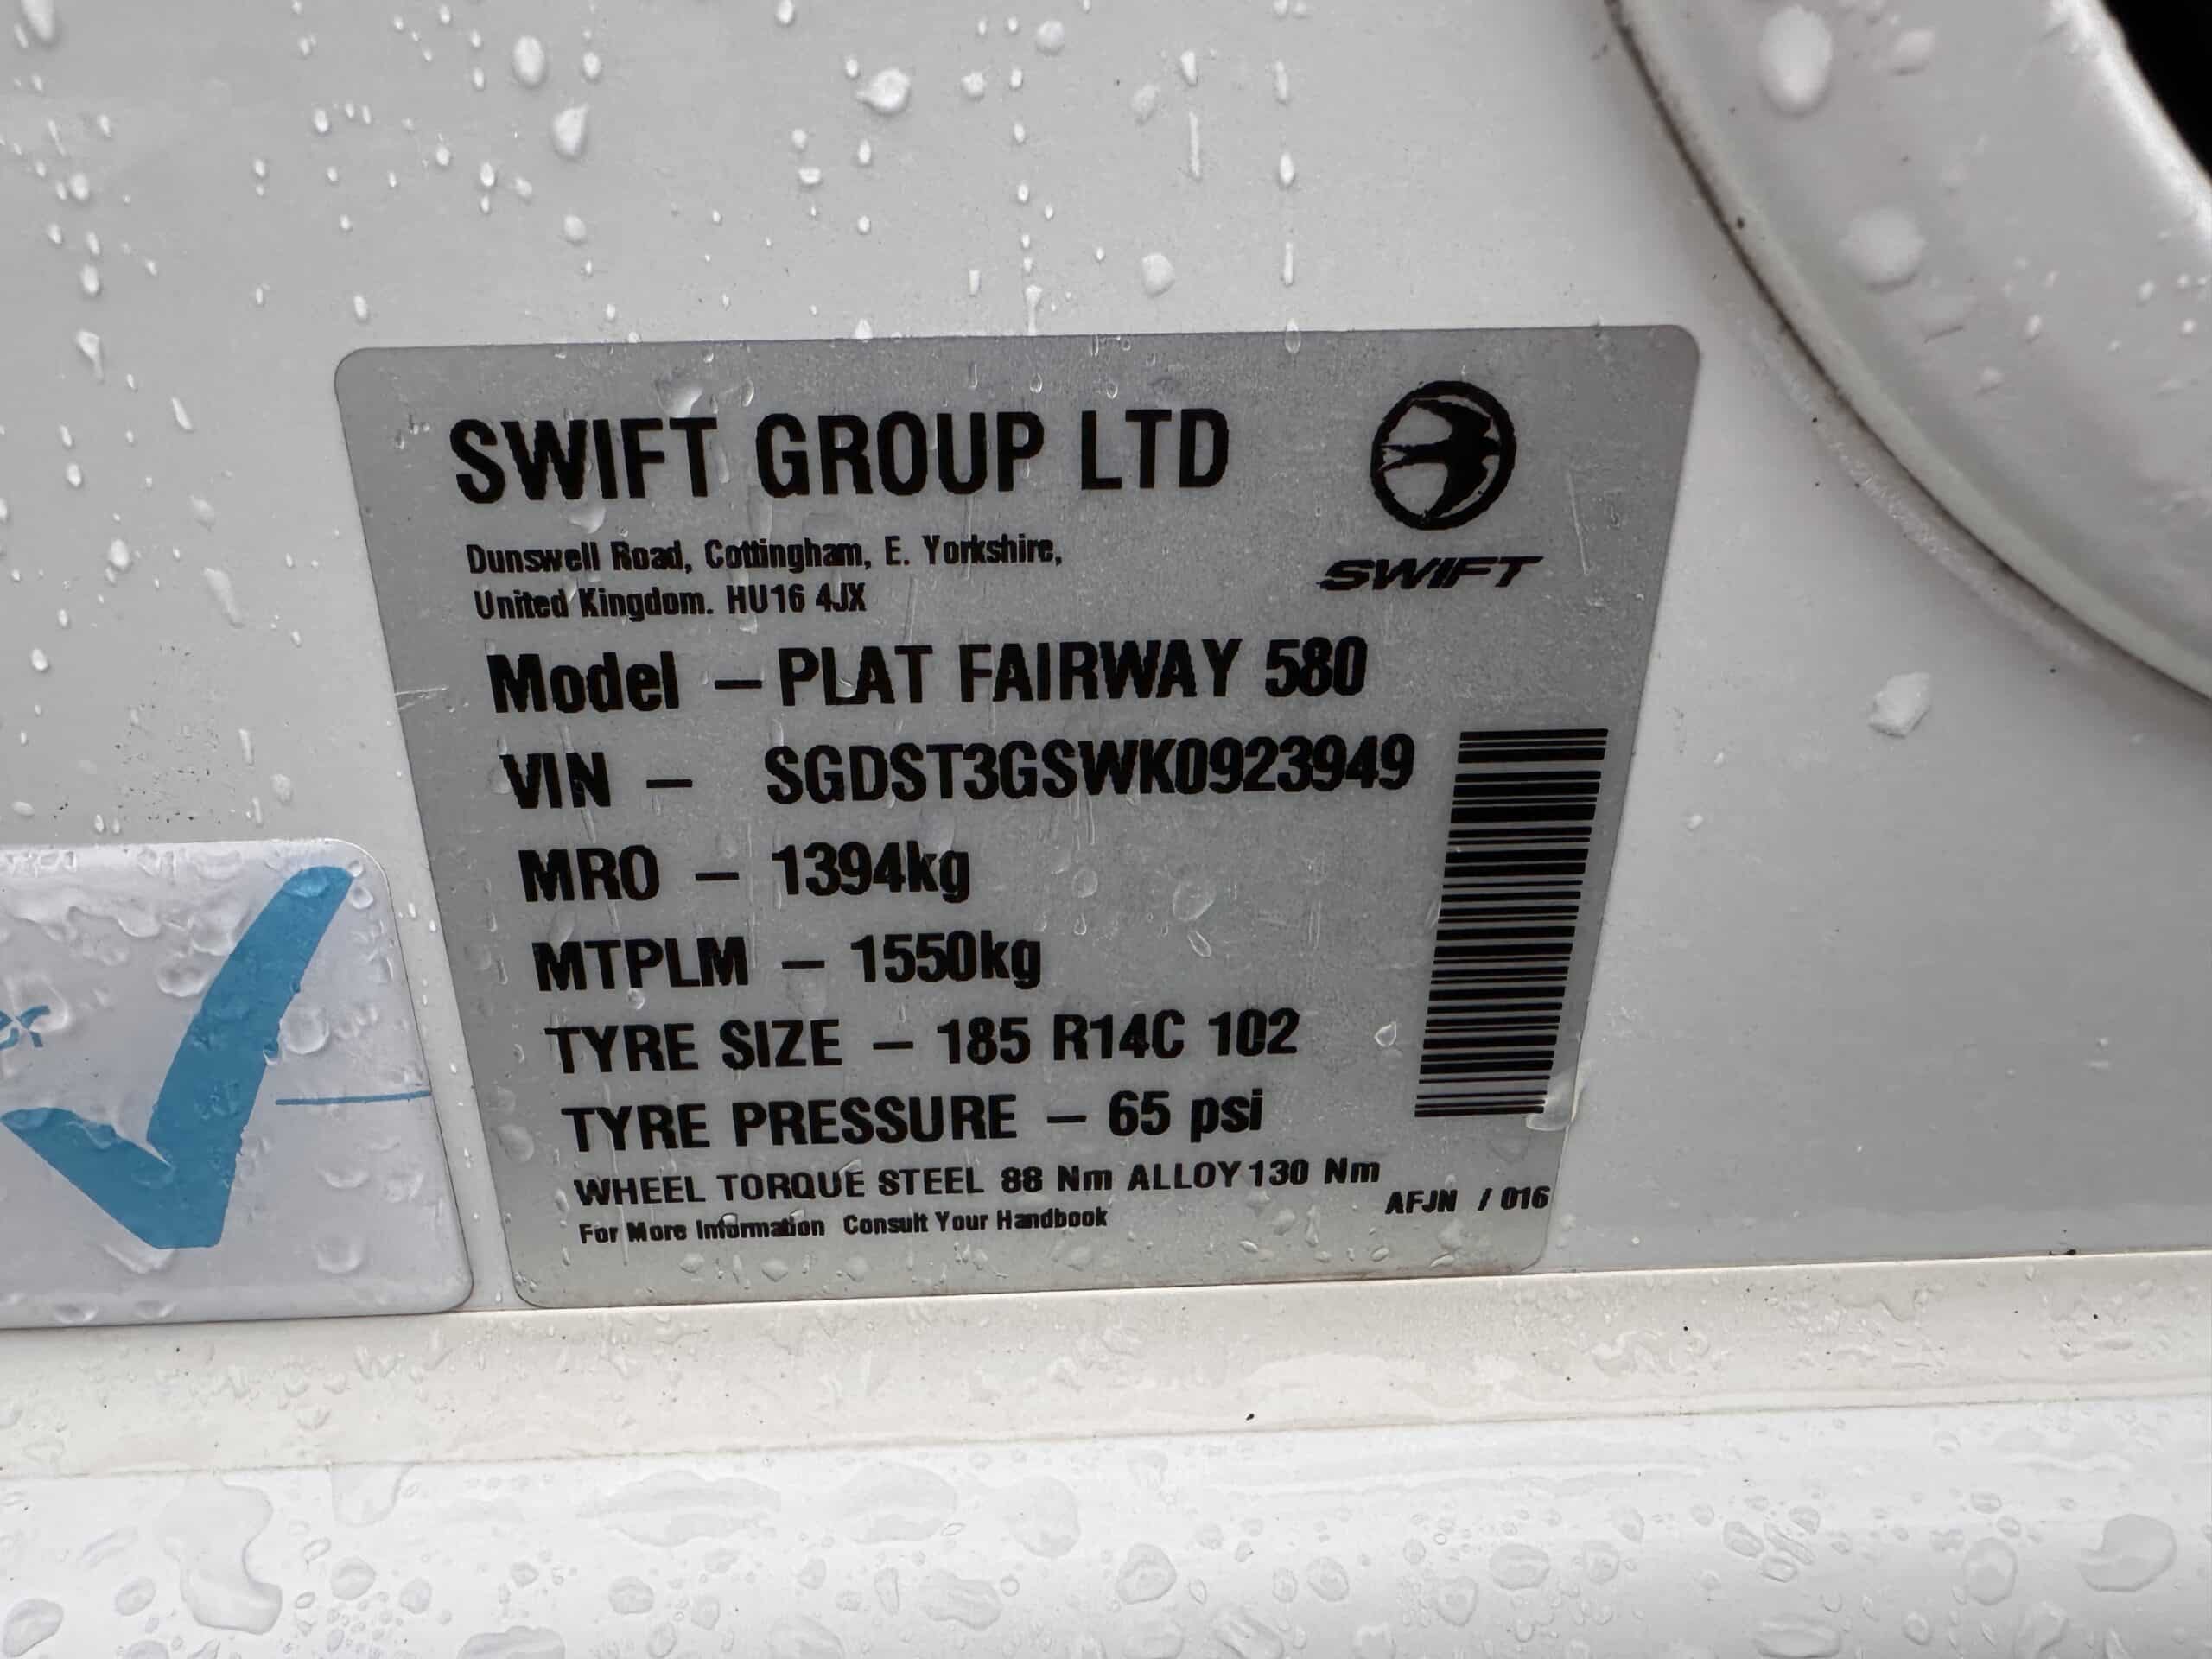 SWIFT GROUP LTD
SWIFT
Dunswell Road, Cottingham, E. Yorkshire,
United Kingdom. HU16 4JX
Model – PLAT FAIRWAY 580
VIN – SGDST3GSWK0923949
MRO – 1394kg
MTPLM – 1550kg
TYRE SIZE – 185 R14C 102
TYRE PRESSURE – 65 psi
WHEEL TORQUE STEEL 88 Nm ALLOY 130 Nm
AFJN / 016
For More Information Consult Your Handbook